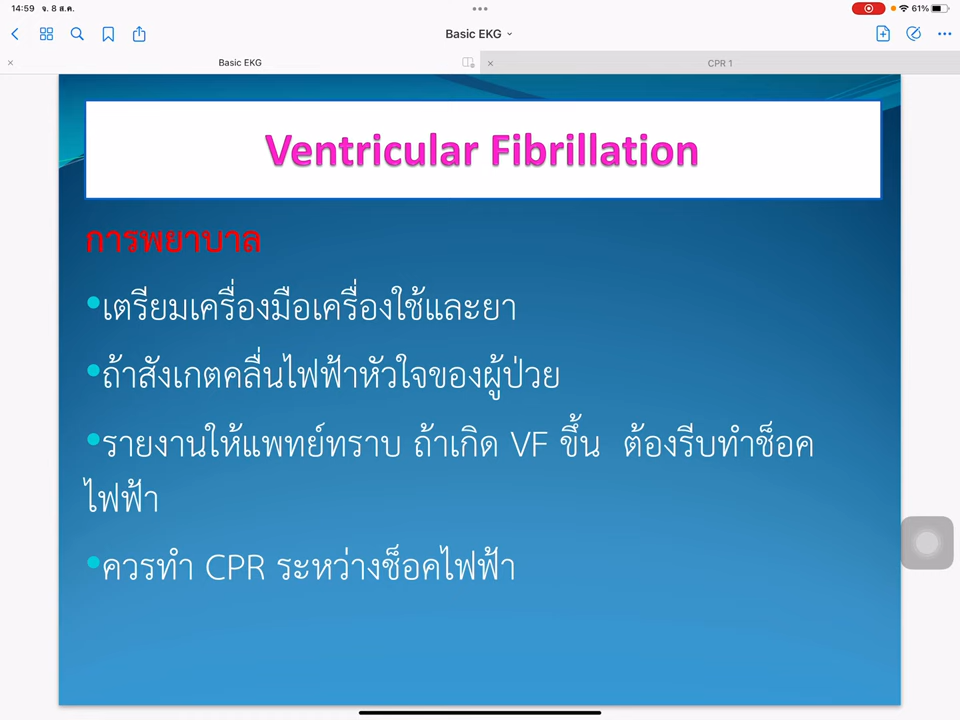 14:59 จ. 8 ส.ค.
61%
Basic EKG
Basic EKG
CPR 1
Ventricular Fibrillation
การพยาบาล
•เตรียมเครื่องมือเครื่องใช้และยา
•ถ้าสังเกตคลื่นไฟฟ้าหัวใจของผู้ป่วย
•รายงานให้แพทย์ทราบ ถ้าเกิด VF ขึ้น ต้องรีบทำช็อค
ไฟฟ้า
•ควรทำ CPR ระหว่างช็อคไฟฟ้า